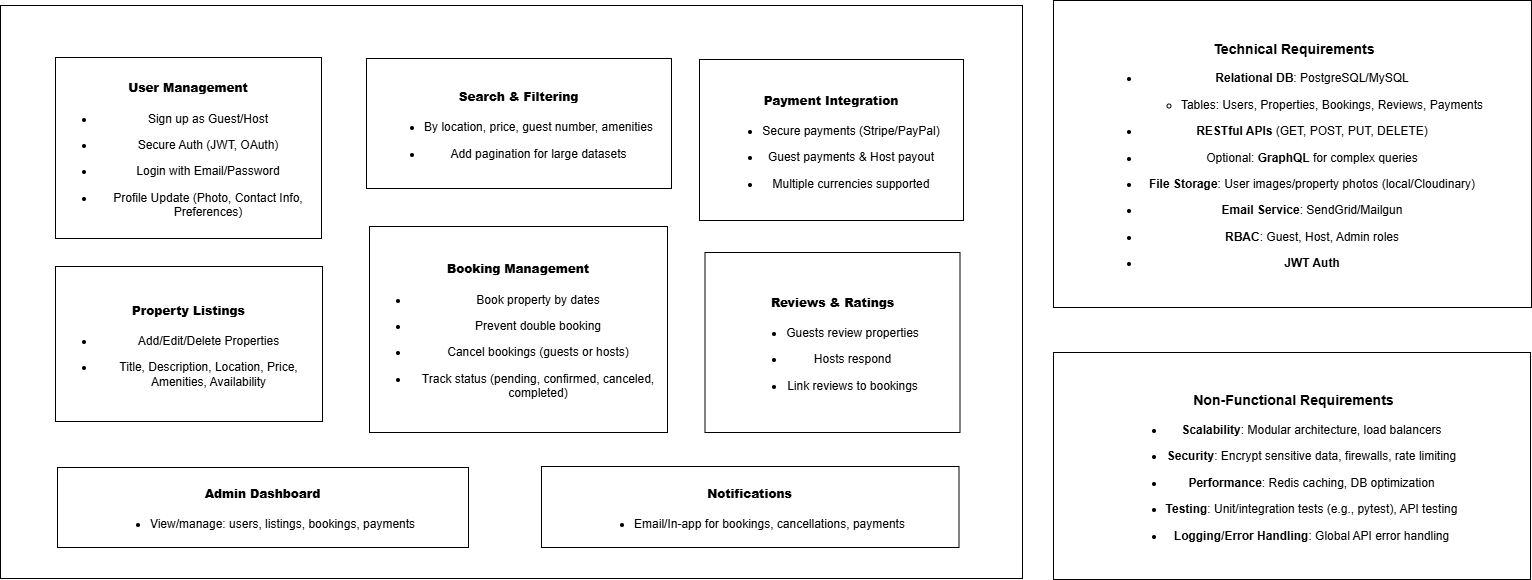 User Management
• Sign up as Guest/Host
• Secure Auth (JWT, OAuth)
• Login with Email/Password
• Profile Update (Photo, Contact Info,
Preferences)
Search & Filtering
• By location, price, guest number, amenities
• Add pagination for large datasets
Payment Integration
• Secure payments (Stripe/PayPal)
• Guest payments & Host payout
• Multiple currencies supported
Property Listings
• Add/Edit/Delete Properties
• Title, Description, Location, Price,
Amenities, Availability
Booking Management
• Book property by dates
• Prevent double booking
• Cancel bookings (guests or hosts)
• Track status (pending, confirmed, canceled,
completed)
Reviews & Ratings
• Guests review properties
• Hosts respond
• Link reviews to bookings
Admin Dashboard
• View/manage: users, listings, bookings, payments
Notifications
• Email/In-app for bookings, cancellations, payments
Technical Requirements
• Relational DB: PostgreSQL/MySQL
◦ Tables: Users, Properties, Bookings, Reviews, Payments
• RESTful APIs (GET, POST, PUT, DELETE)
• Optional: GraphQL for complex queries
• File Storage: User images/property photos (local/Cloudinary)
• Email Service: SendGrid/Mailgun
• RBAC: Guest, Host, Admin roles
• JWT Auth
Non-Functional Requirements
• Scalability: Modular architecture, load balancers
• Security: Encrypt sensitive data, firewalls, rate limiting
• Performance: Redis caching, DB optimization
• Testing: Unit/integration tests (e.g., pytest), API testing
• Logging/Error Handling: Global API error handling